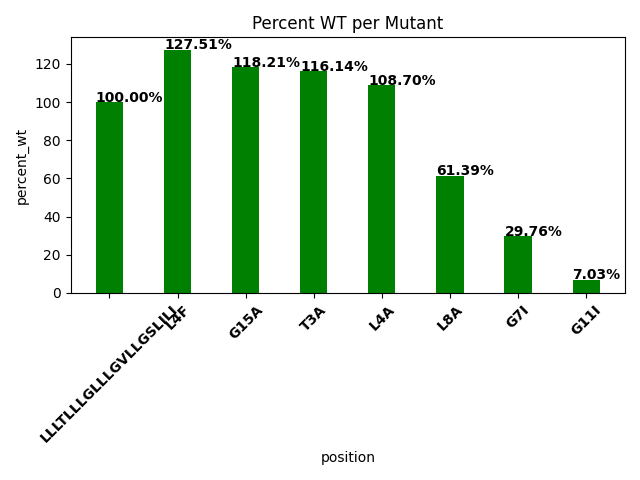 Percent WT per Mutant
127.51%
118.21%
116.14%
108.70%
100.00%
61.39%
29.76%
7.03%
percent_wt
120
100
80
60
40
20
0
LLLTLLLGLLLGVLLGSLILI
L4F
G15A
T3A
L4A
L8A
G7I
G11I
position